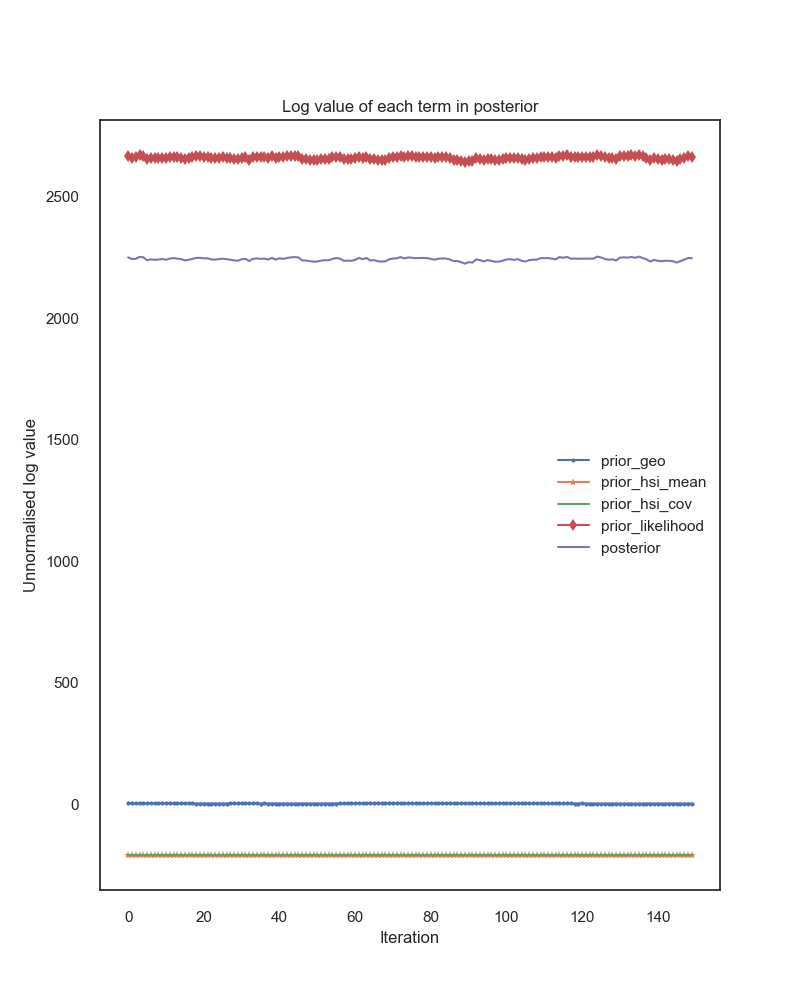 Log value of each term in posterior
Unnormalised log value
2500
2000
1500
1000
500
0
prior_geo
prior_hsi_mean
prior_hsi_cov
prior_likelihood
posterior
0 20 40 60 80 100 120 140
Iteration